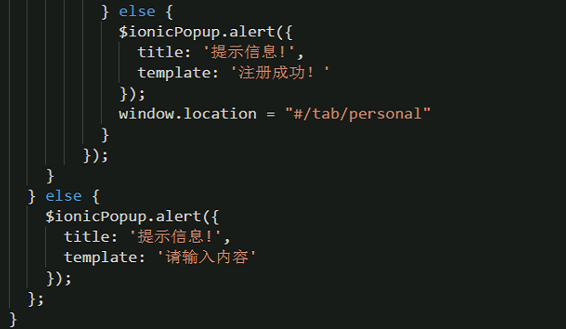 } else {
$ionicPopup.alert({
title: '提示信息!',
template: '注册成功！'
});
window.location = "#/tab/personal"
}
});
}
} else {
$ionicPopup.alert({
title: '提示信息!',
template: '请输入内容'
});
};
}